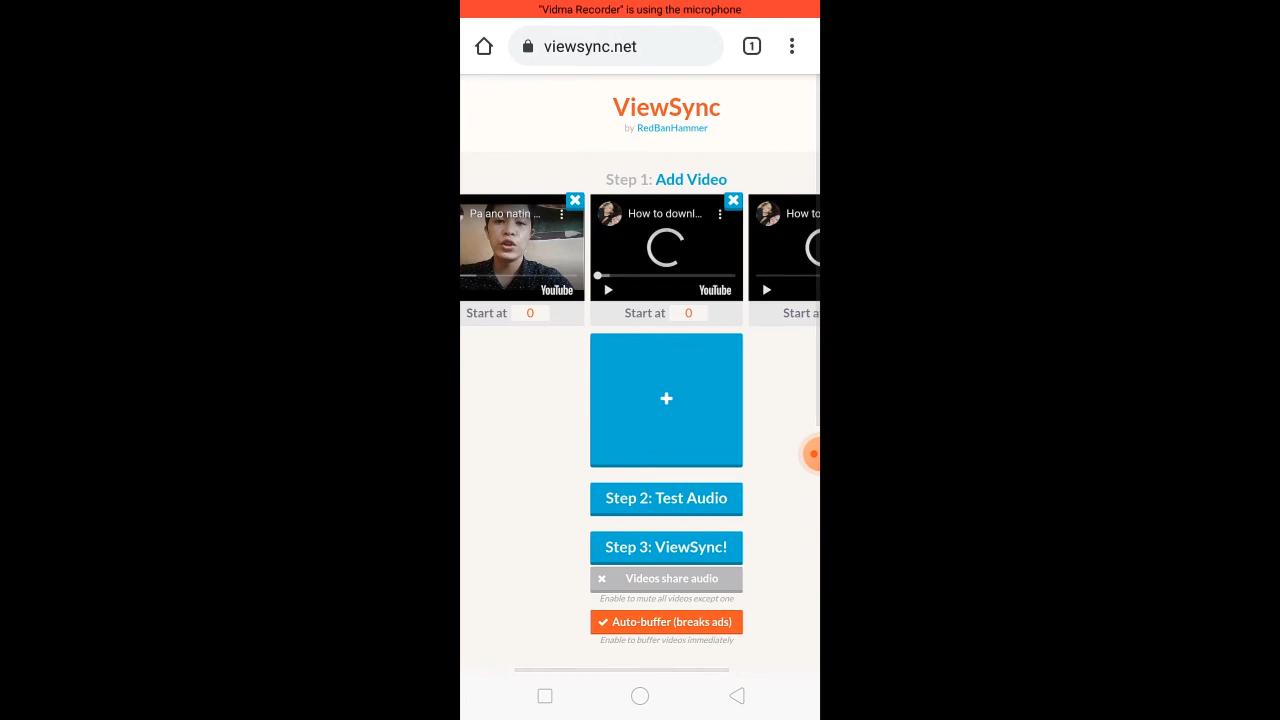 "Vidma Recorder" is using the microphone
viewsync.net
1
ViewSync
by RedBanHammer
Step 1: Add Video
Pa ano natin ...
How to downl...
How to
YouTube
YouTube
Start at 0
Start at 0
Start a
+
Step 2: Test Audio
Step 3: ViewSync!
Videos share audio
Enable to mute all videos except one
Auto-buffer (breaks ads)
Enable to buffer videos immediately